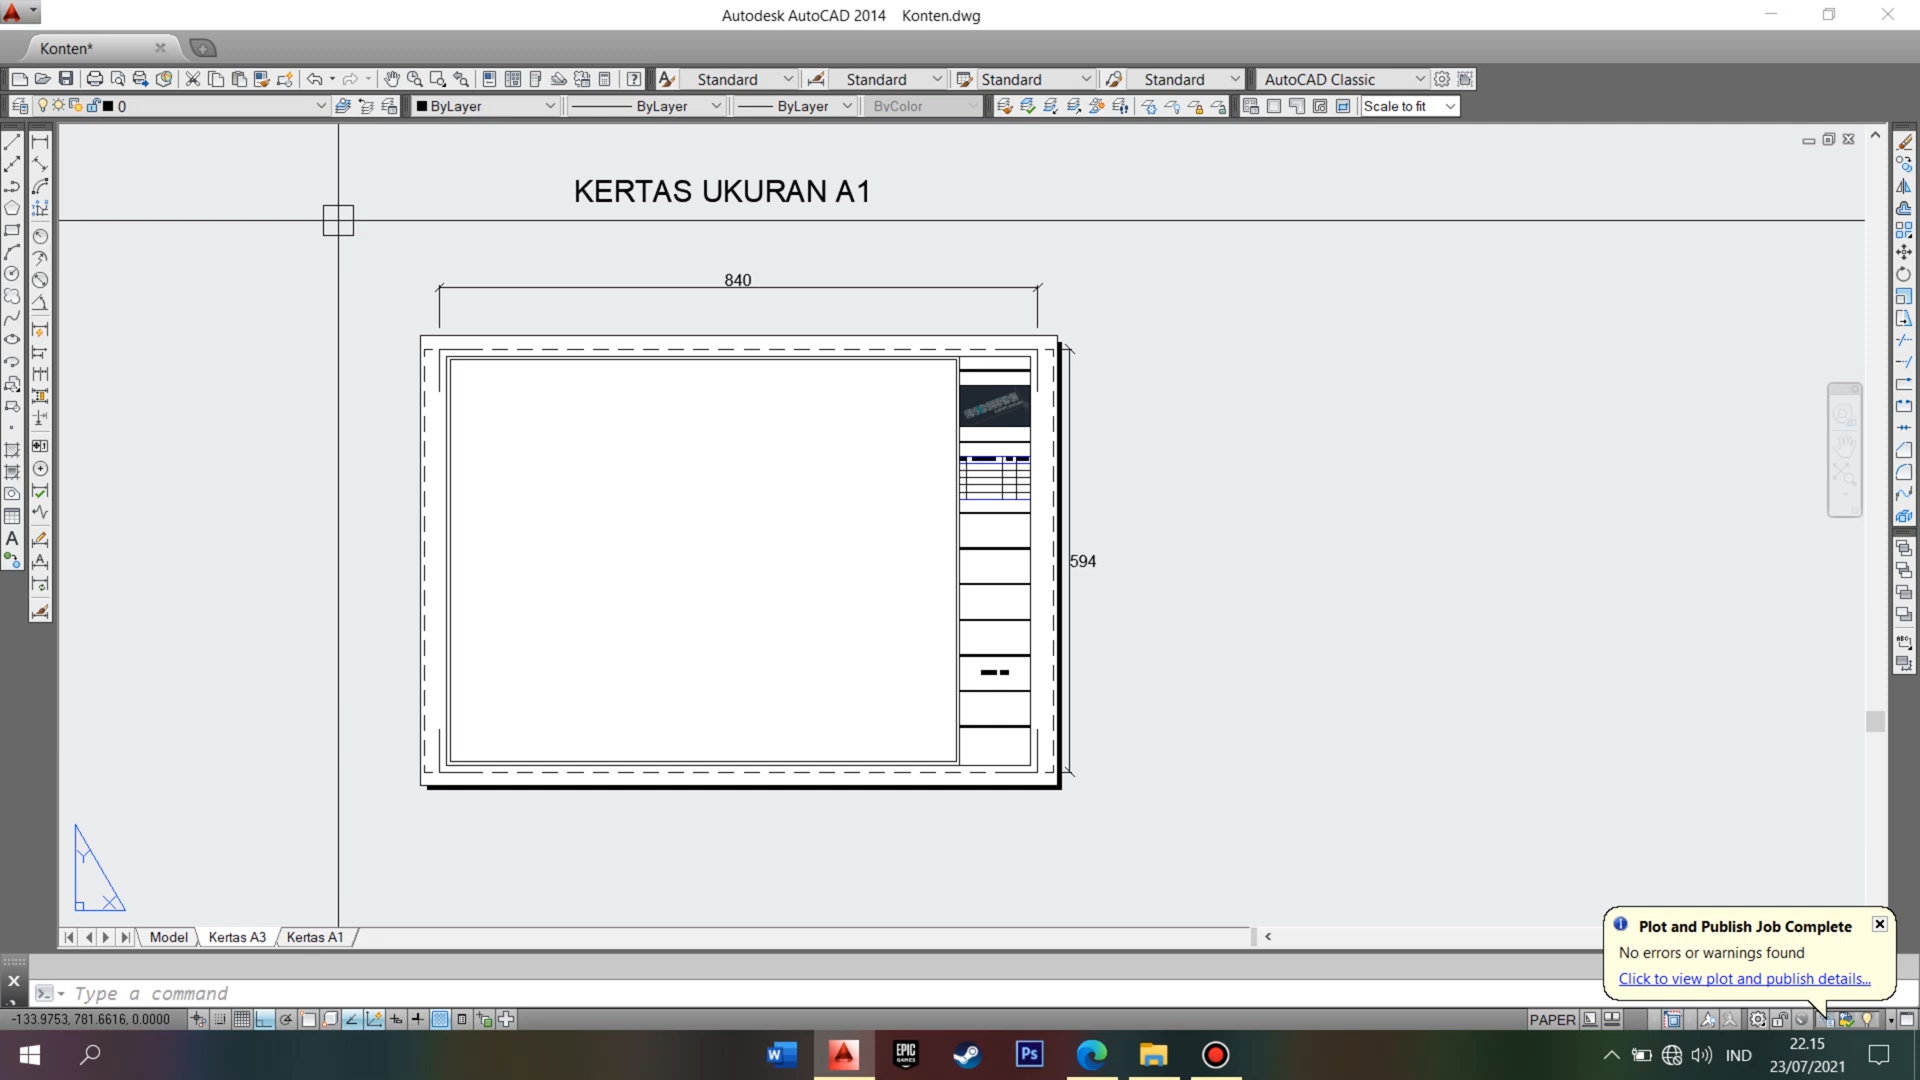 Autodesk AutoCAD 2014 Konten.dwg
Konten*
Standard Standard Standard Standard AutoCAD Classic
0 ByLayer ByLayer ByLayer ByColor Scale to fit
KERTAS UKURAN A1
840
594
Y
X
Model Kertas A3 Kertas A1
Plot and Publish Job Complete
No errors or warnings found
Click to view plot and publish details...
Type a command
-133.9753, 781.6616, 0.0000 PAPER
EPIC GAMES
Ps
IND
22.15
23/07/2021